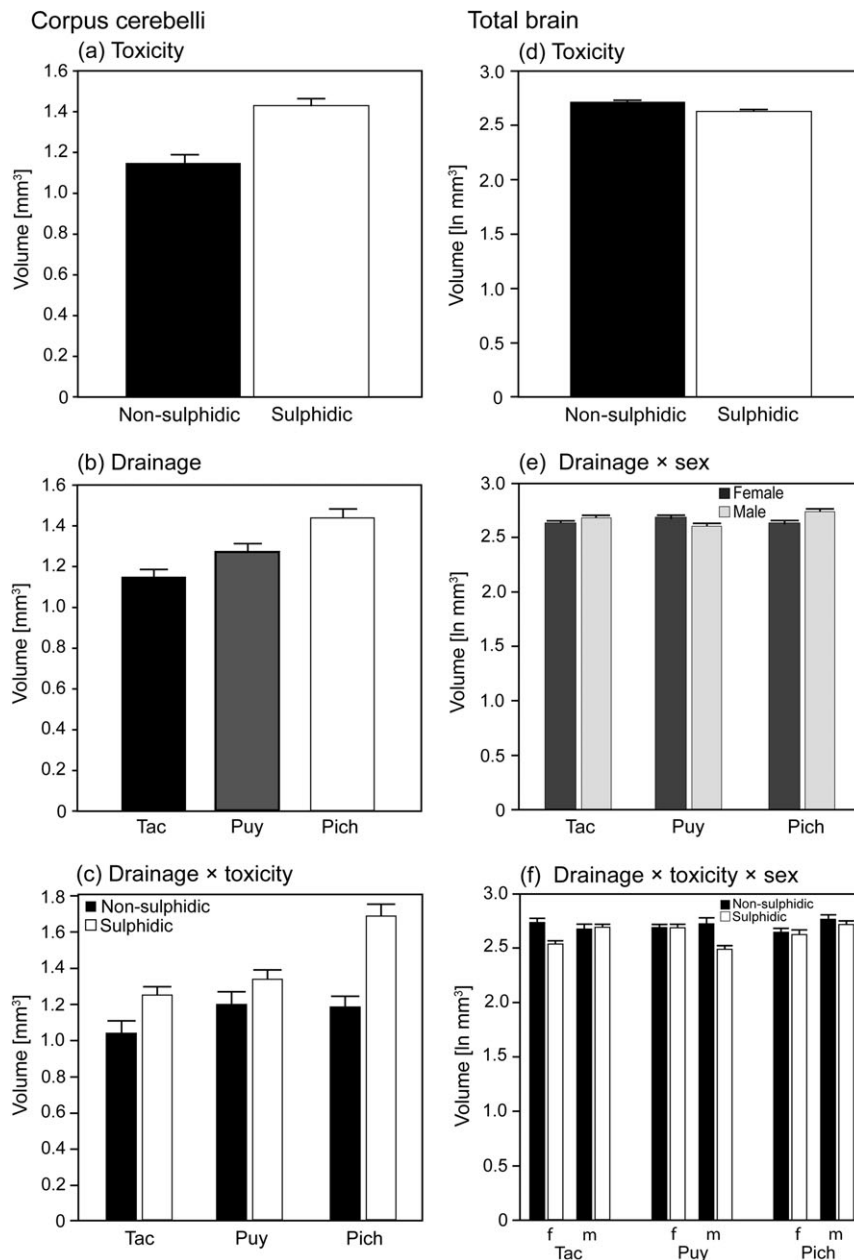 Corpus cerebelli
(a) Toxicity
Volume [mm³]
1.6
1.4
1.2
1.0
0.8
0.6
0.4
1.2
0
Non-sulphidic Sulphidic
(b) Drainage
Volume [mm³]
1.6
1.4
1.2
1.0
0.8
0.6
0.4
1.2
0
Tac Puy Pich
(c) Drainage × toxicity
Non-sulphidic
Sulphidic
Volume [mm³]
1.8
1.6
1.4
1.2
1.0
0.8
0.6
0.4
0.2
0
Tac Puy Pich
Total brain
(d) Toxicity
Volume [ln mm³]
3.0
2.5
2.0
1.5
1.0
0.5
0
Non-sulphidic Sulphidic
(e) Drainage × sex
Female
Male
Volume [ln mm³]
3.0
2.5
2.0
1.5
1.0
0.5
0
Tac Puy Pich
(f) Drainage × toxicity × sex
Non-sulphidic
Sulphidic
Volume [ln mm³]
3.0
2.5
2.0
1.5
1.0
0.5
0
f m f m f m
Tac Puy Pich